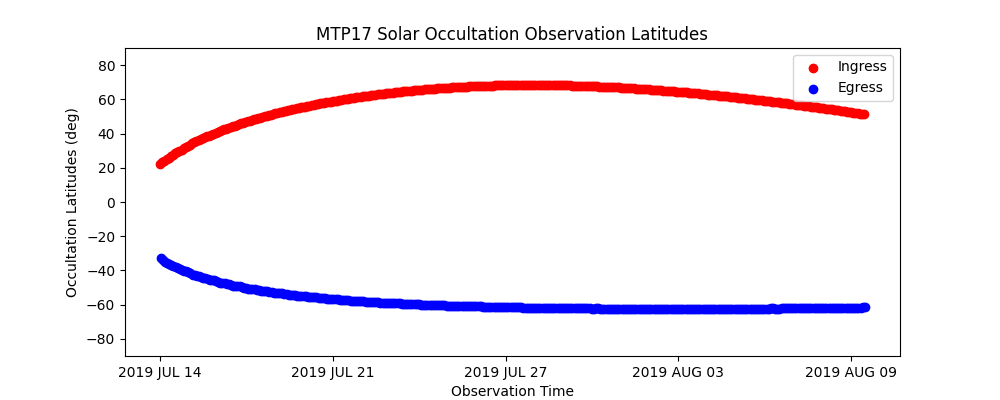 MTP17 Solar Occultation Observation Latitudes
Ingress
Egress
Occultation Latitudes (deg)
80
60
40
20
0
−20
−40
−60
−80
2019 JUL 14
2019 JUL 21
2019 JUL 27
2019 AUG 03
2019 AUG 09
Observation Time